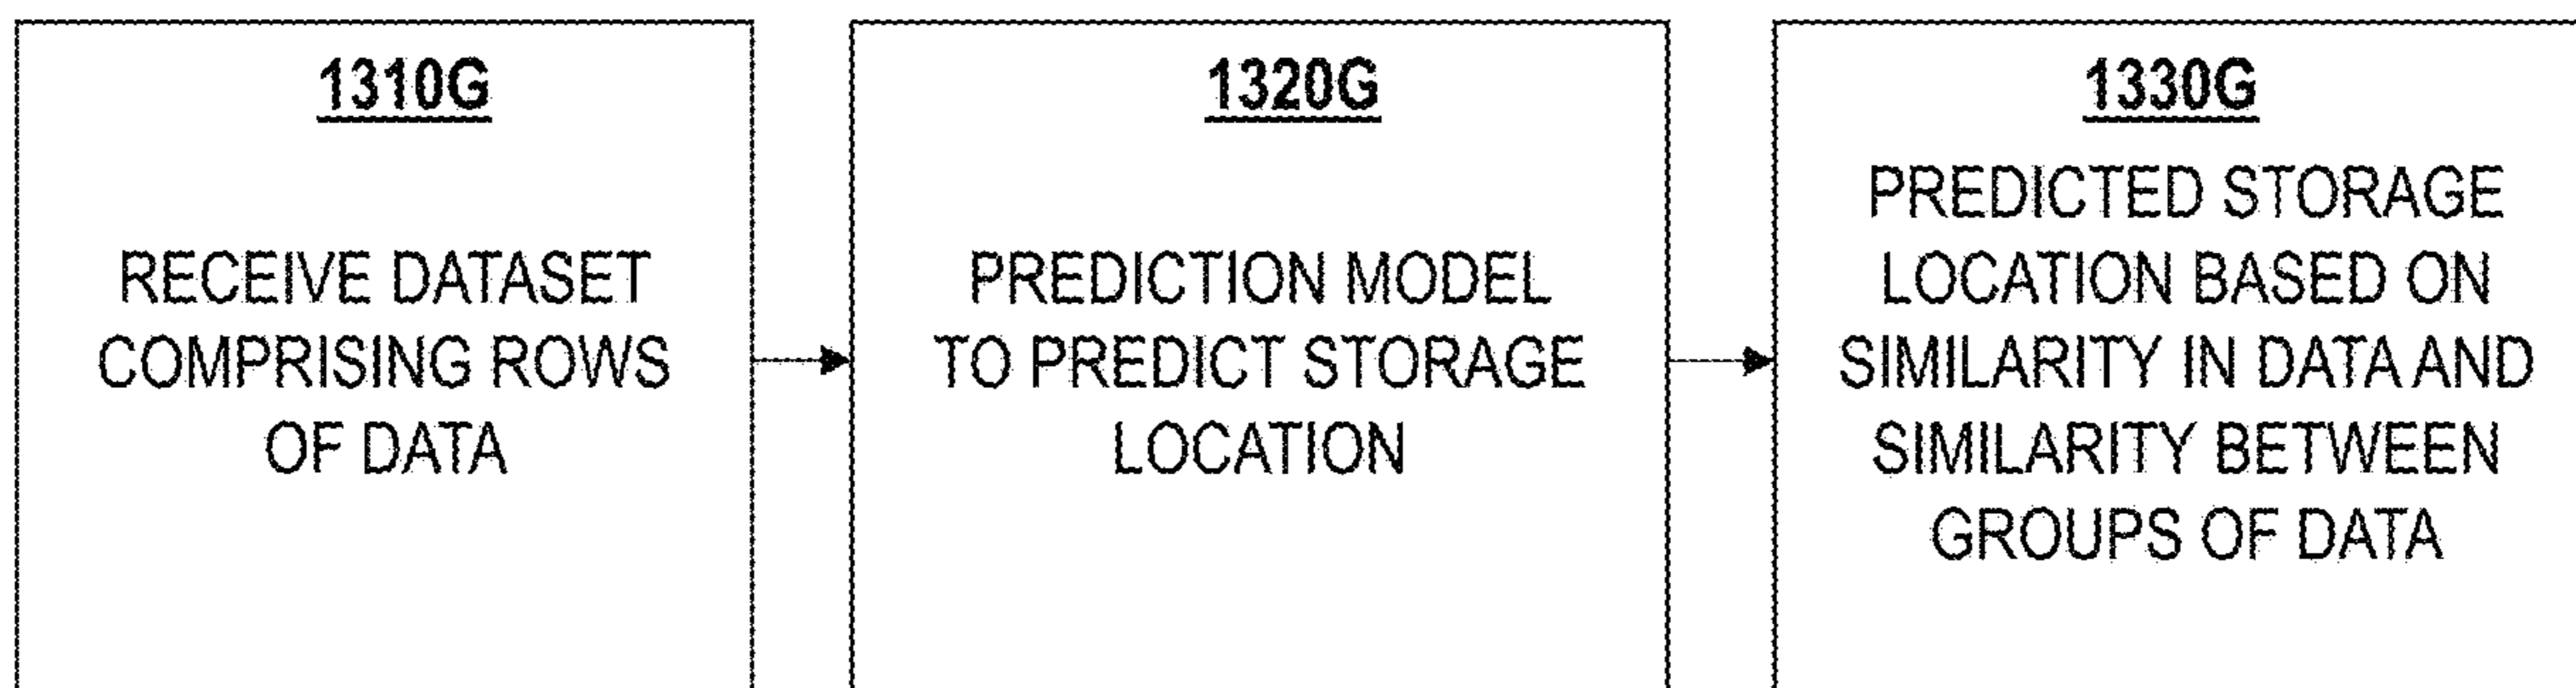 1310G
RECEIVE DATASET
COMPRISING ROWS
OF DATA
1320G
PREDICTION MODEL
TO PREDICT STORAGE
LOCATION
1330G
PREDICTED STORAGE
LOCATION BASED ON
SIMILARITY IN DATA AND
SIMILARITY BETWEEN
GROUPS OF DATA